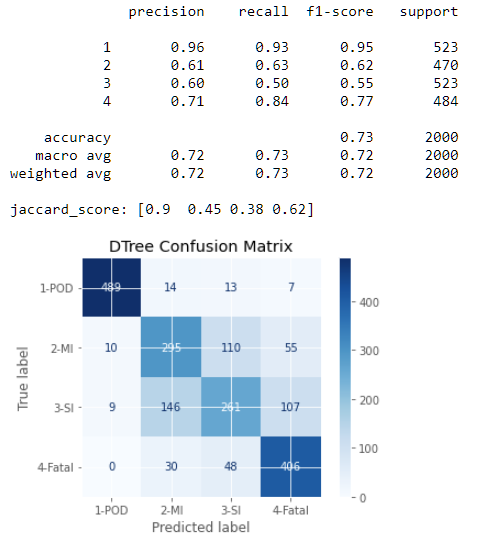 precision recall f1-score support
1 0.96 0.93 0.95 523
2 0.61 0.63 0.62 470
3 0.60 0.50 0.55 523
4 0.71 0.84 0.77 484
accuracy 0.73 2000
macro avg 0.72 0.73 0.72 2000
weighted avg 0.72 0.73 0.72 2000
jaccard_score: [0.9 0.45 0.38 0.62]
DTree Confusion Matrix
1-POD 489 14 13 7
2-MI 10 295 110 55
3-SI 9 146 261 107
4-Fatal 0 30 48 406
1-POD 2-MI 3-SI 4-Fatal
Predicted label
True label
400
300
200
100
0